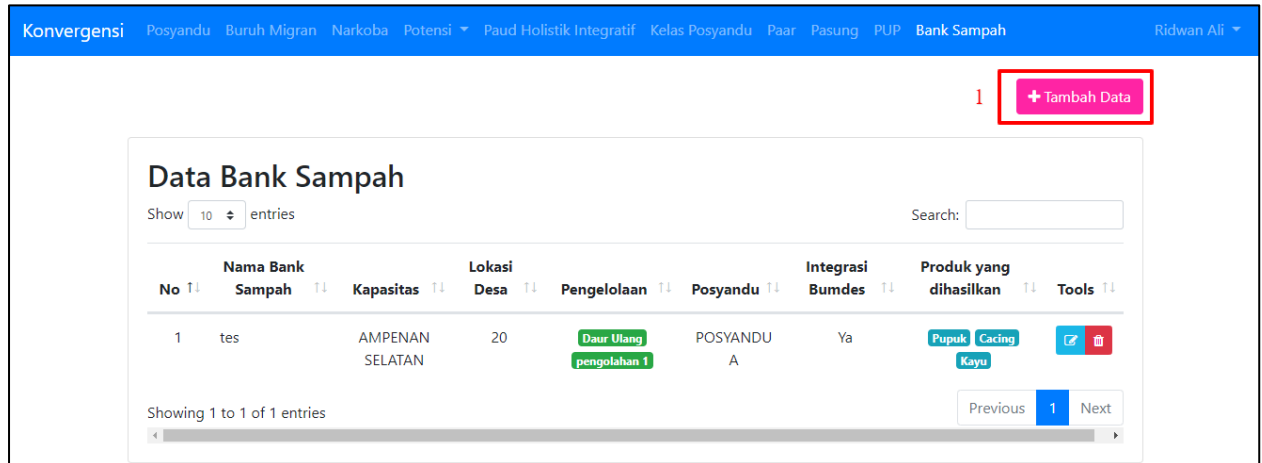 Konvergensi Posyandu Buruh Migran Narkoba Potensi Paud Holistik Integratif Kelas Posyandu Paar Pasung PUP Bank Sampah Ridwan Ali
1 + Tambah Data
Data Bank Sampah
Show 10 entries Search:
No Nama Bank Sampah Kapasitas Lokasi Desa Pengelolaan Posyandu Integrasi Bumdes Produk yang dihasilkan Tools
1 tes AMPENAN 20 Daur Ulang POSYANDU Ya Pupuk Cacing
SELATAN pengolahan 1 A Kayu
Showing 1 to 1 of 1 entries Previous 1 Next